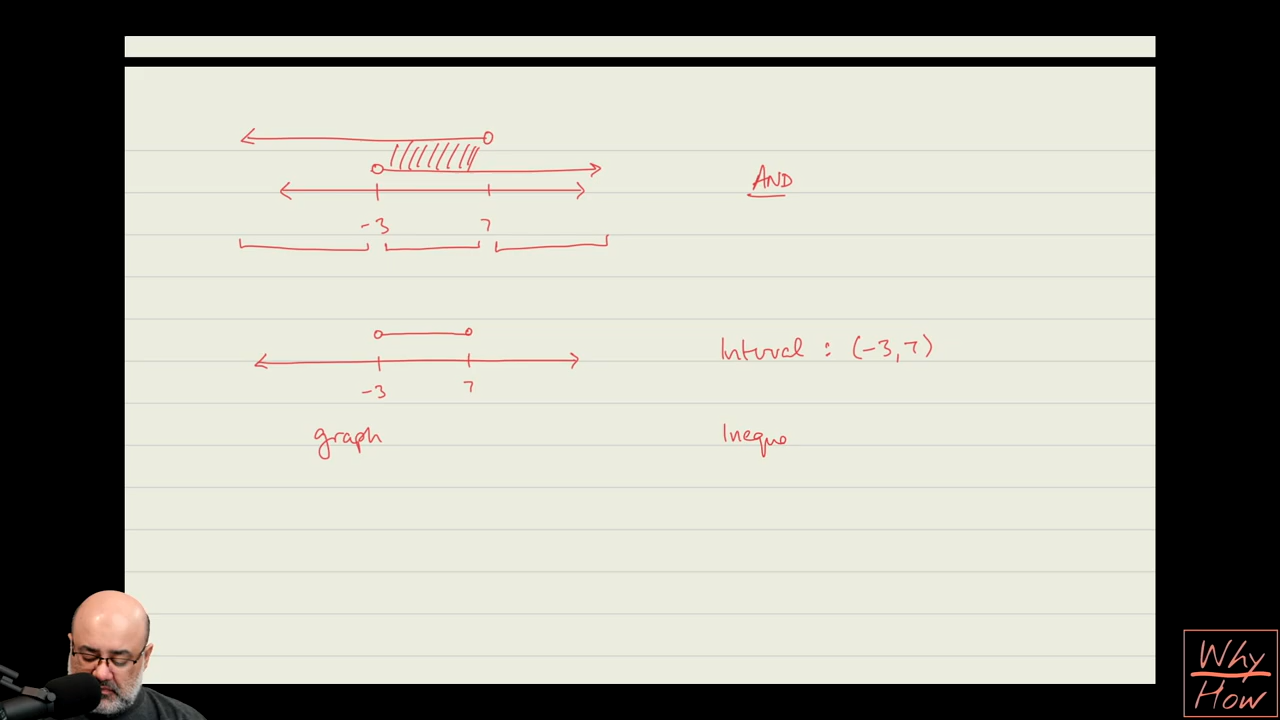 AND
-3 7
Interval : (-3, 7)
-3 7
graph
Inequa
Why
How